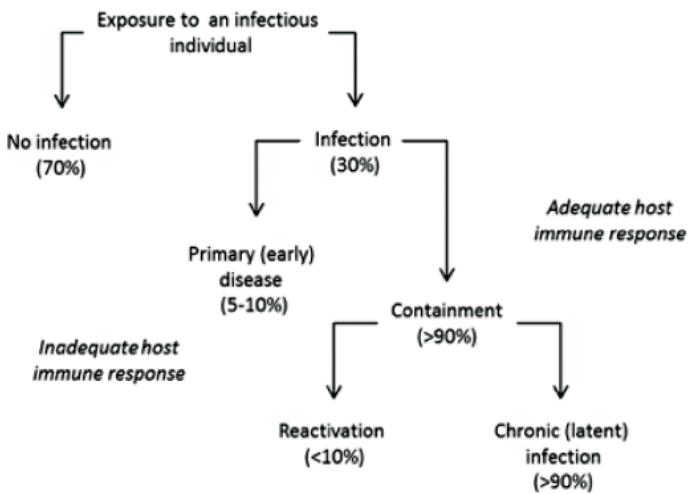 Exposure to an infectious
individual
No infection
(70%)
Infection
(30%)
Adequate host
immune response
Primary (early)
disease
(5-10%)
Containment
(>90%)
Inadequate host
immune response
Reactivation
(<10%)
Chronic (latent)
infection
(>90%)